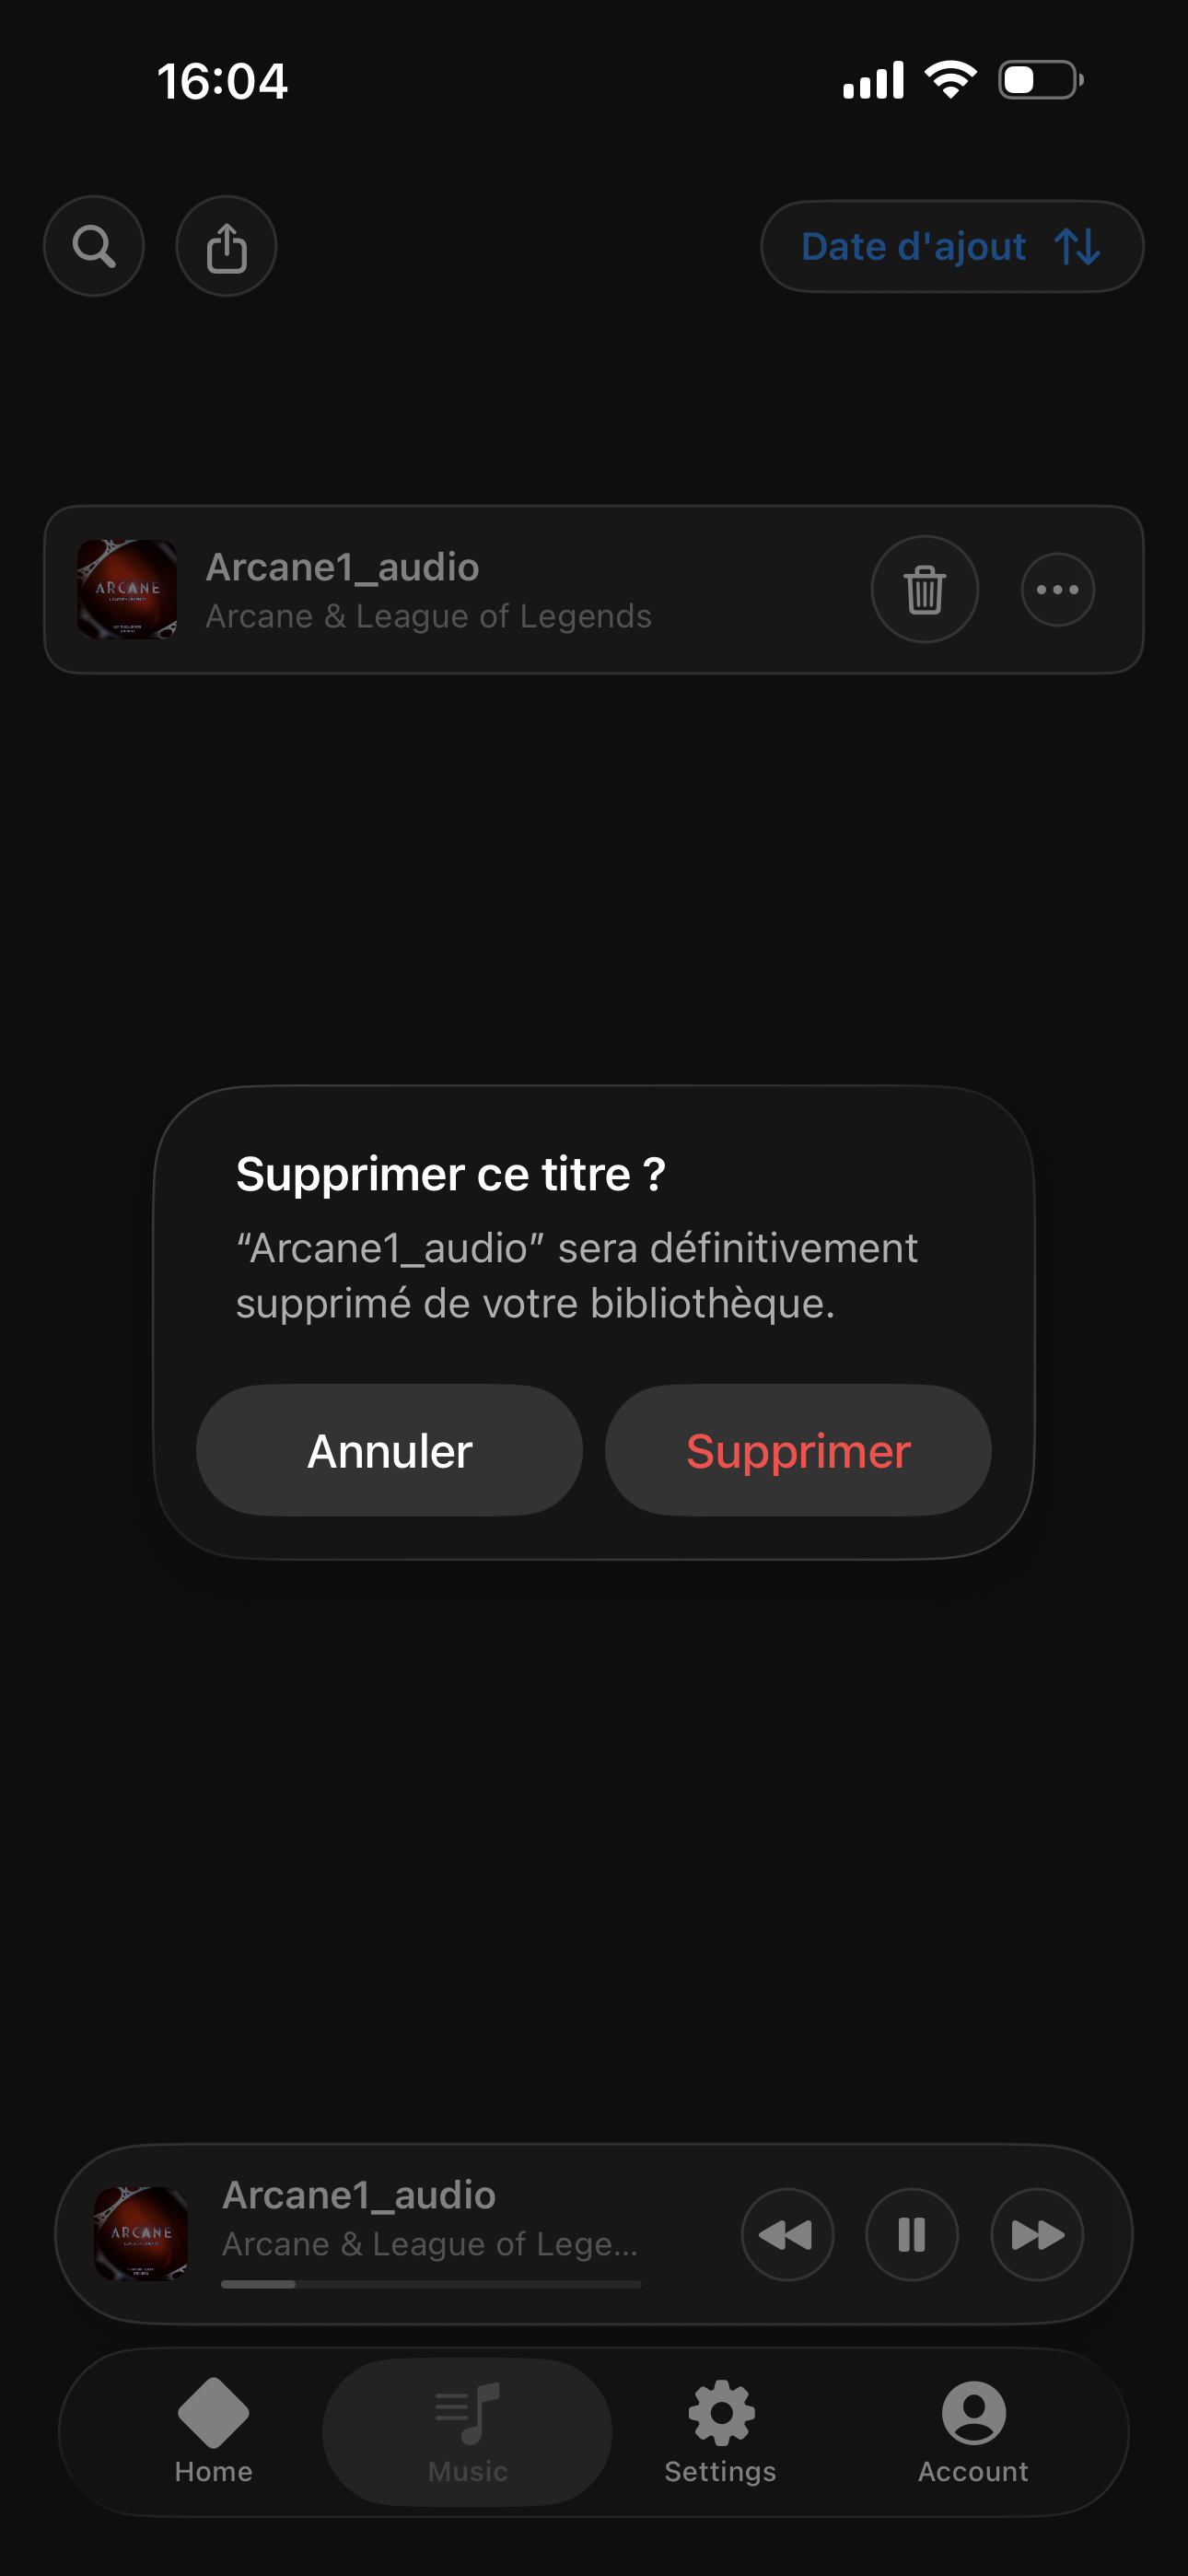 16:04
Date d'ajout
ARCANE
Arcane1_audio
Arcane & League of Legends
Supprimer ce titre ?
“Arcane1_audio” sera définitivement
supprimé de votre bibliothèque.
Annuler
Supprimer
ARCANE
Arcane1_audio
Arcane & League of Lege...
Home
Music
Settings
Account